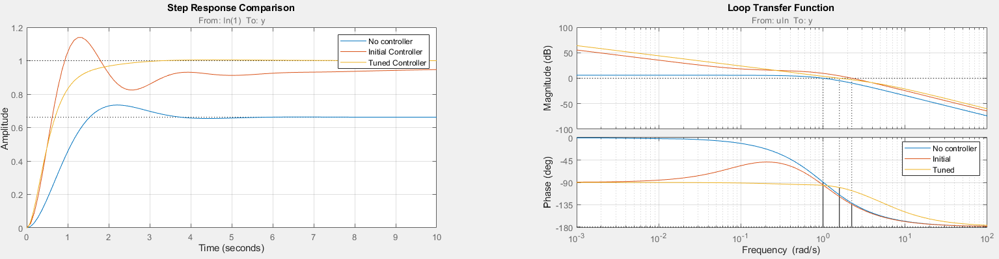 Step Response Comparison
From: In(1) To: y
1.2
1
0.8
0.6
0.4
0.2
0
Amplitude
No controller
Initial Controller
Tuned Controller
0 1 2 3 4 5 6 7 8 9 10
Time (seconds)
Loop Transfer Function
From: uIn To: y
100
50
0
-50
-100
Magnitude (dB)
0
-45
-90
-135
-180
Phase (deg)
No controller
Initial
Tuned
10^-3 10^-2 10^-1 10^0 10^1 10^2
Frequency (rad/s)